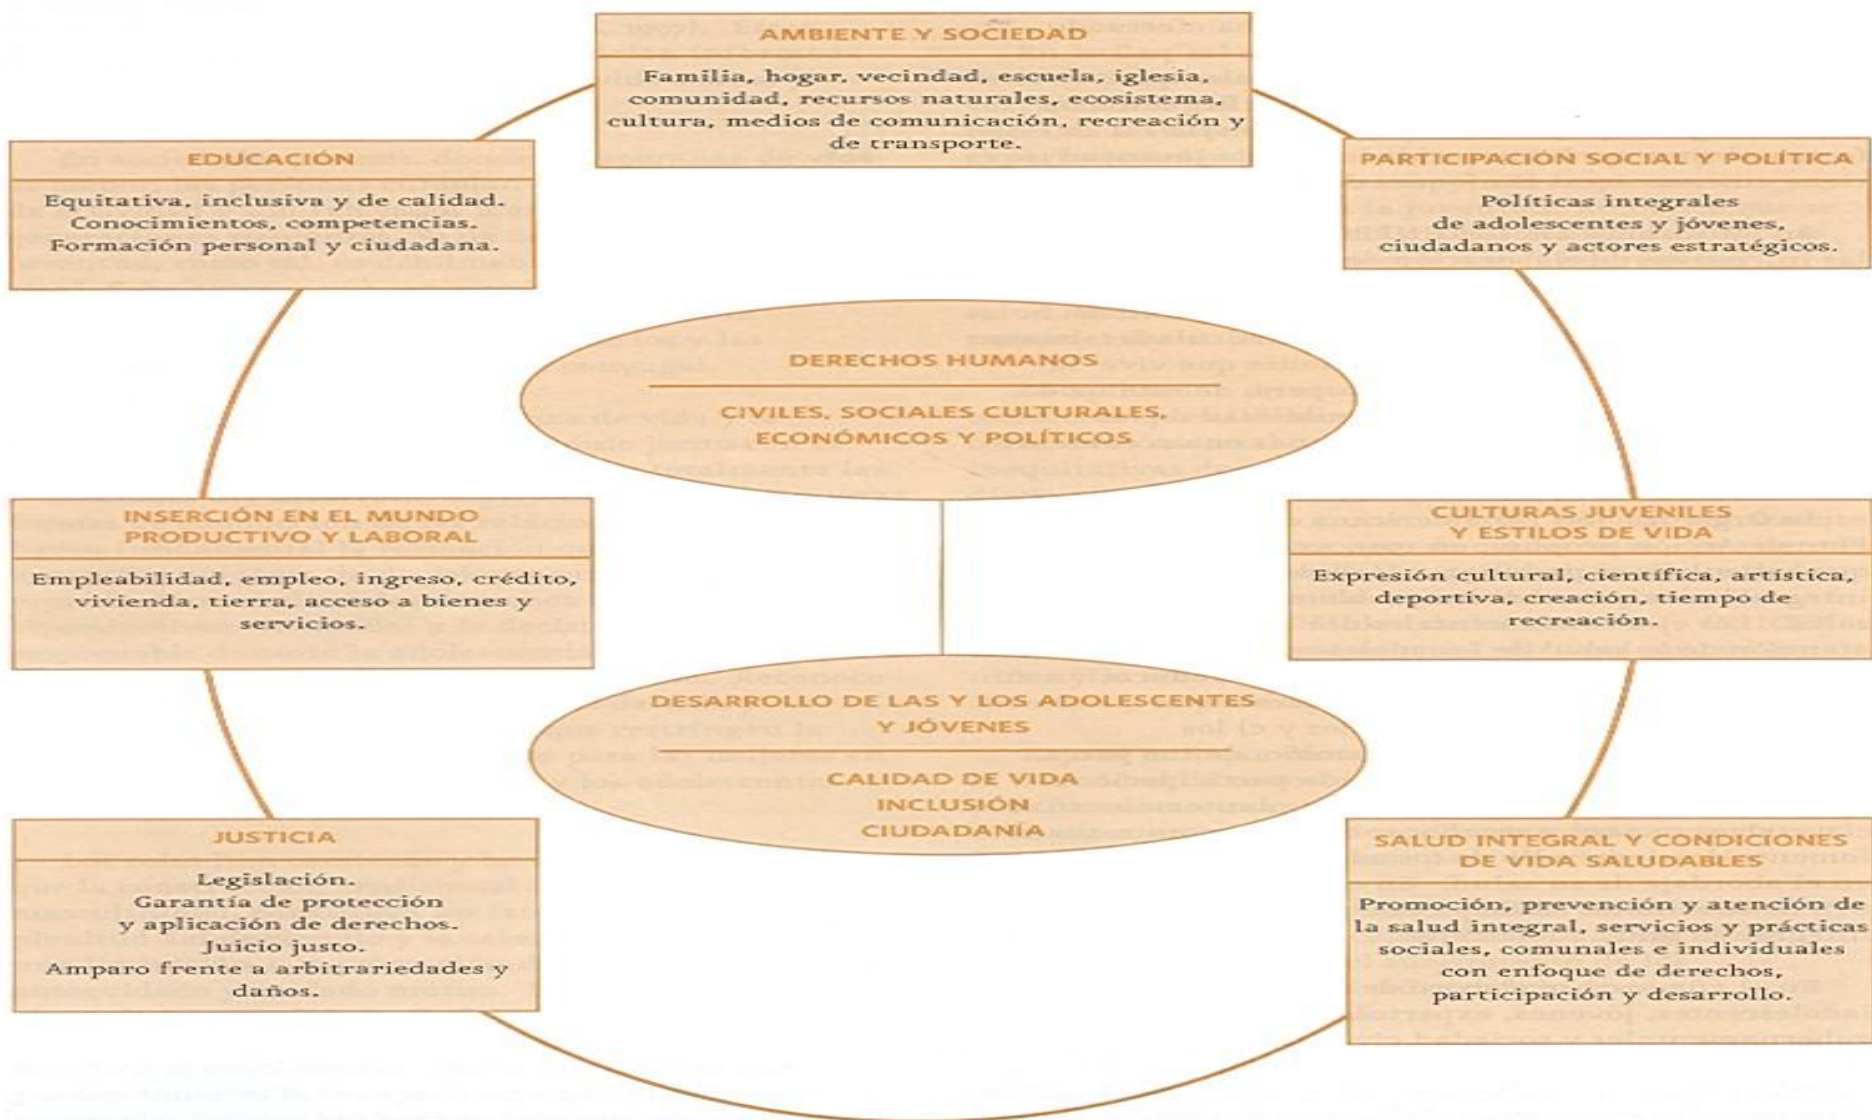 AMBIENTE Y SOCIEDAD
Familia, hogar, vecindad, escuela, iglesia,
comunidad, recursos naturales, ecosistema,
cultura, medios de comunicación, recreación y
de transporte.
EDUCACIÓN
Equitativa, inclusiva y de calidad.
Conocimientos, competencias.
Formación personal y ciudadana.
PARTICIPACIÓN SOCIAL Y POLÍTICA
Políticas integrales
de adolescentes y jóvenes,
ciudadanos y actores estratégicos.
DERECHOS HUMANOS
CIVILES, SOCIALES CULTURALES,
ECONÓMICOS Y POLÍTICOS
INSERCIÓN EN EL MUNDO
PRODUCTIVO Y LABORAL
Empleabilidad, empleo, ingreso, crédito,
vivienda, tierra, acceso a bienes y
servicios.
CULTURAS JUVENILES
Y ESTILOS DE VIDA
Expresión cultural, científica, artística,
deportiva, creación, tiempo de
recreación.
DESARROLLO DE LAS Y LOS ADOLESCENTES
Y JÓVENES
CALIDAD DE VIDA
INCLUSIÓN
CIUDADANÍA
JUSTICIA
Legislación.
Garantía de protección
y aplicación de derechos.
Juicio justo.
Amparo frente a arbitrariedades y
daños.
SALUD INTEGRAL Y CONDICIONES
DE VIDA SALUDABLES
Promoción, prevención y atención de
la salud integral, servicios y prácticas
sociales, comunales e individuales
con enfoque de derechos,
participación y desarrollo.